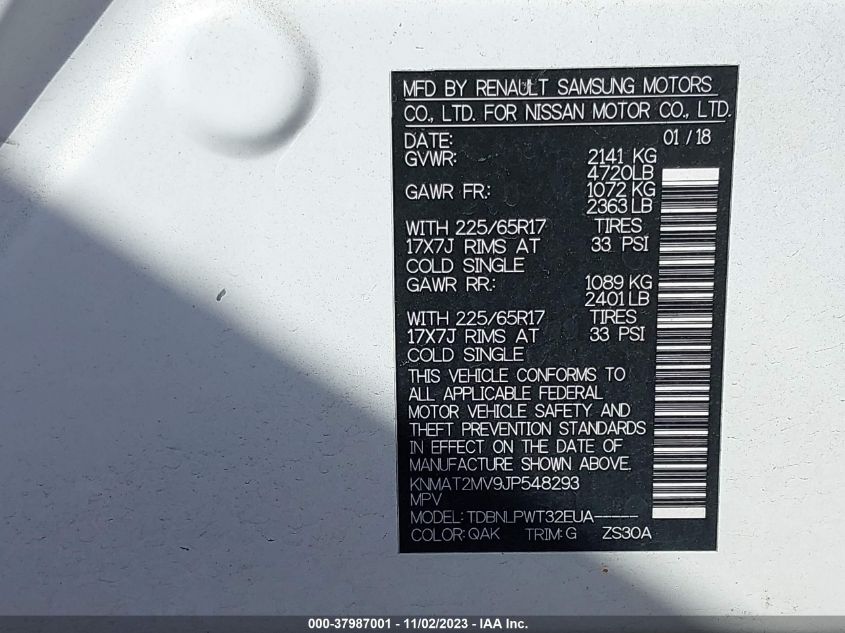 MFD BY RENAULT SAMSUNG MOTORS
CO., LTD. FOR NISSAN MOTOR CO., LTD.
DATE: 01 / 18
GVWR: 2141 KG
4720LB
GAWR FR: 1072 KG
2363 LB
WITH 225/65R17 TIRES
17X7J RIMS AT 33 PSI
COLD SINGLE
GAWR RR: 1089 KG
2401 LB
WITH 225/65R17 TIRES
17X7J RIMS AT 33 PSI
COLD SINGLE
THIS VEHICLE CONFORMS TO
ALL APPLICABLE FEDERAL
MOTOR VEHICLE SAFETY AND
THEFT PREVENTION STANDARDS
IN EFFECT ON THE DATE OF
MANUFACTURE SHOWN ABOVE.
KNMAT2MV9JP548293
MPV
MODEL: TDBNLPWT32EUA-----
COLOR: QAK TRIM: G ZS30A
000-37987001 - 11/02/2023 - IAA Inc.